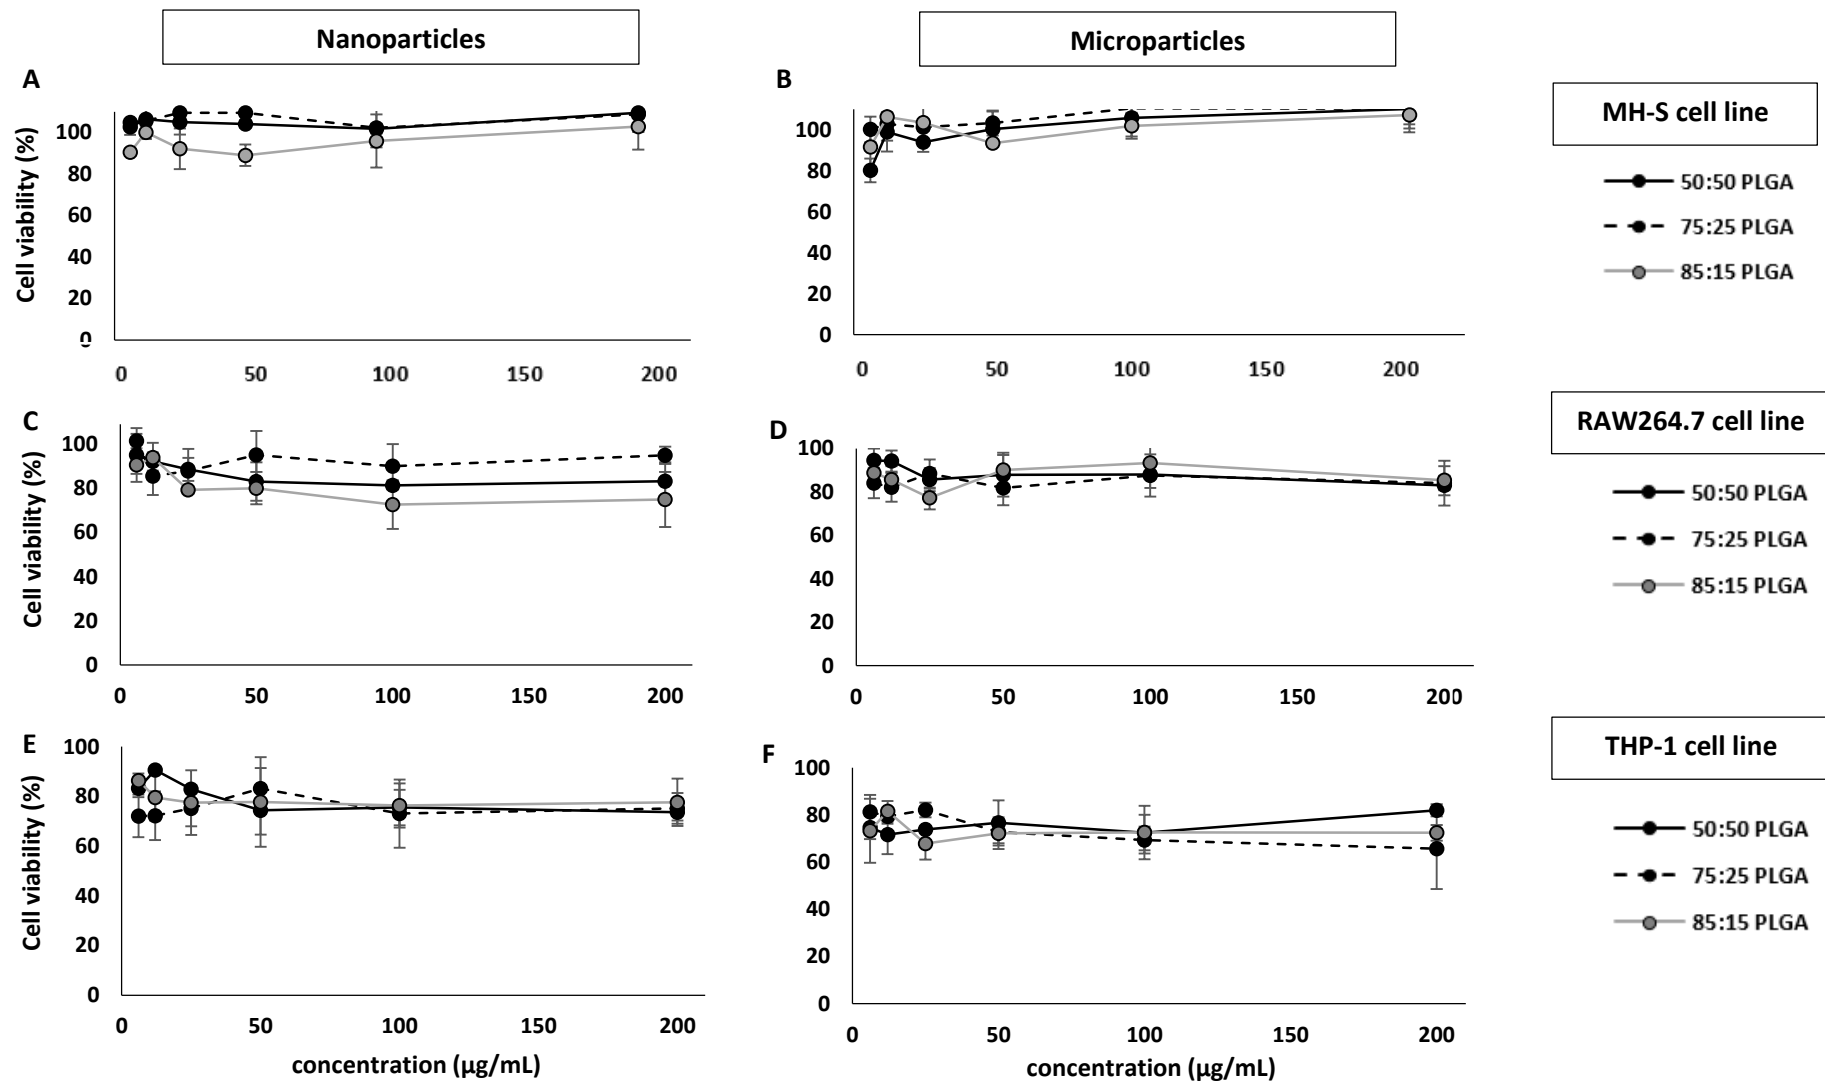 Nanoparticles
Microparticles
A
Cell viability (%)
100
80
60
40
20
0
0 50 100 150 200
B
100
80
60
40
20
0
0 50 100 150 200
MH-S cell line
50:50 PLGA
75:25 PLGA
85:15 PLGA
C
Cell viability (%)
100
80
60
40
20
0
0 50 100 150 200
D
100
80
60
40
20
0
0 50 100 150 200
RAW264.7 cell line
50:50 PLGA
75:25 PLGA
85:15 PLGA
E
Cell viability (%)
100
80
60
40
20
0
0 50 100 150 200
concentration (µg/mL)
F
100
80
60
40
20
0
0 50 100 150 200
concentration (µg/mL)
THP-1 cell line
50:50 PLGA
75:25 PLGA
85:15 PLGA